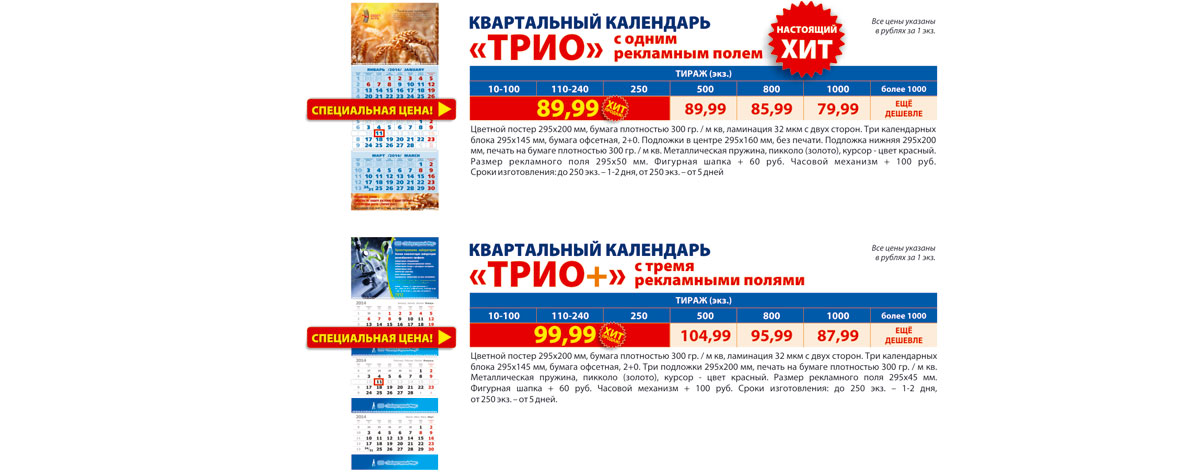 КВАРТАЛЬНЫЙ КАЛЕНДАРЬ
«ТРИО» с одним
рекламным полем
НАСТОЯЩИЙ
ХИТ
Все цены указаны
в рублях за 1 экз.
ТИРАЖ (экз.)
10-100 110-240 250 500 800 1000 более 1000
СПЕЦИАЛЬНАЯ ЦЕНА!
89,99 ХИТ 89,99 85,99 79,99 ЕЩЁ
ДЕШЕВЛЕ
Цветной постер 295х200 мм, бумага плотностью 300 гр. / м кв, ламинация 32 мкм с двух сторон. Три календарных
блока 295х145 мм, бумага офсетная, 2+0. Подложки в центре 295х160 мм, без печати. Подложка нижняя 295х200
мм, печать на бумаге плотностью 300 гр. / м кв. Металлическая пружина, пикколо (золото), курсор - цвет красный.
Размер рекламного поля 295х50 мм. Фигурная шапка + 60 руб. Часовой механизм + 100 руб.
Сроки изготовления: до 250 экз. – 1-2 дня, от 250 экз. – от 5 дней
ЯНВАРЬ /2014/ JANUARY
МАРТ /2014/ MARCH
КВАРТАЛЬНЫЙ КАЛЕНДАРЬ
«ТРИО+» с тремя
рекламными полями
Все цены указаны
в рублях за 1 экз.
ТИРАЖ (экз.)
10-100 110-240 250 500 800 1000 более 1000
СПЕЦИАЛЬНАЯ ЦЕНА!
99,99 ХИТ 104,99 95,99 87,99 ЕЩЁ
ДЕШЕВЛЕ
Цветной постер 295х200 мм, бумага плотностью 300 гр. / м кв, ламинация 32 мкм с двух сторон. Три календарных
блока 295х145 мм, бумага офсетная, 2+0. Три подложки 295х200 мм, печать на бумаге плотностью 300 гр. / м кв.
Металлическая пружина, пикколо (золото), курсор - цвет красный. Размер рекламного поля 295х45 мм.
Фигурная шапка + 60 руб. Часовой механизм + 100 руб. Сроки изготовления: до 250 экз. – 1-2 дня,
от 250 экз. – от 5 дней.
2014
2014
2014